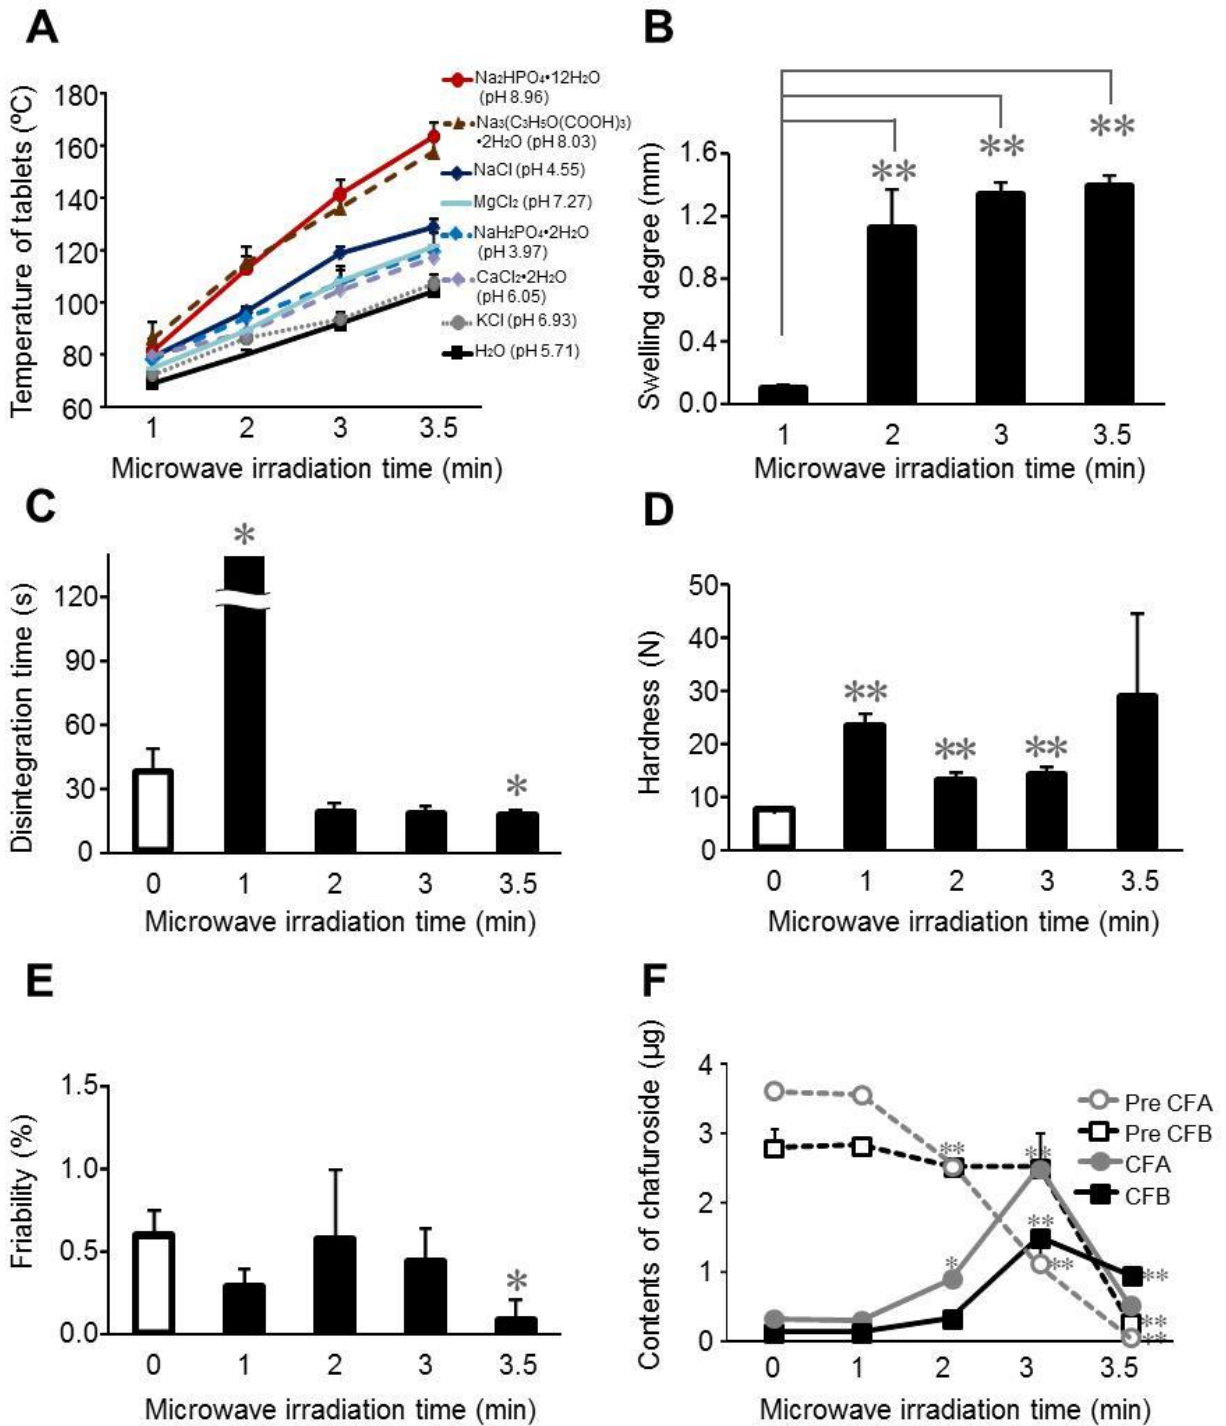 A
Temperature of tablets (ºC)
180
160
140
120
100
80
60
1 2 3 3.5
Microwave irradiation time (min)
Na₂HPO₄•12H₂O
(pH 8.96)
Na₃(C₃H₅O(COOH)₃)
•2H₂O (pH 8.03)
NaCl (pH 4.55)
MgCl₂ (pH 7.27)
NaH₂PO₄•2H₂O
(pH 3.97)
CaCl₂•2H₂O
(pH 6.05)
KCl (pH 6.93)
H₂O (pH 5.71)
B
Swelling degree (mm)
1.6
1.2
0.8
0.4
0.0
** ** **
1 2 3 3.5
Microwave irradiation time (min)
C
Disintegration time (s)
120
90
60
30
0
*
*
0 1 2 3 3.5
Microwave irradiation time (min)
D
Hardness (N)
50
40
30
20
10
0
** ** **
0 1 2 3 3.5
Microwave irradiation time (min)
E
Friability (%)
1.5
1.0
0.5
0.0
*
0 1 2 3 3.5
Microwave irradiation time (min)
F
Contents of chafuroside (µg)
4
3
2
1
0
** **
**
* **
**
**
**
0 1 2 3 3.5
Microwave irradiation time (min)
Pre CFA
Pre CFB
CFA
CFB